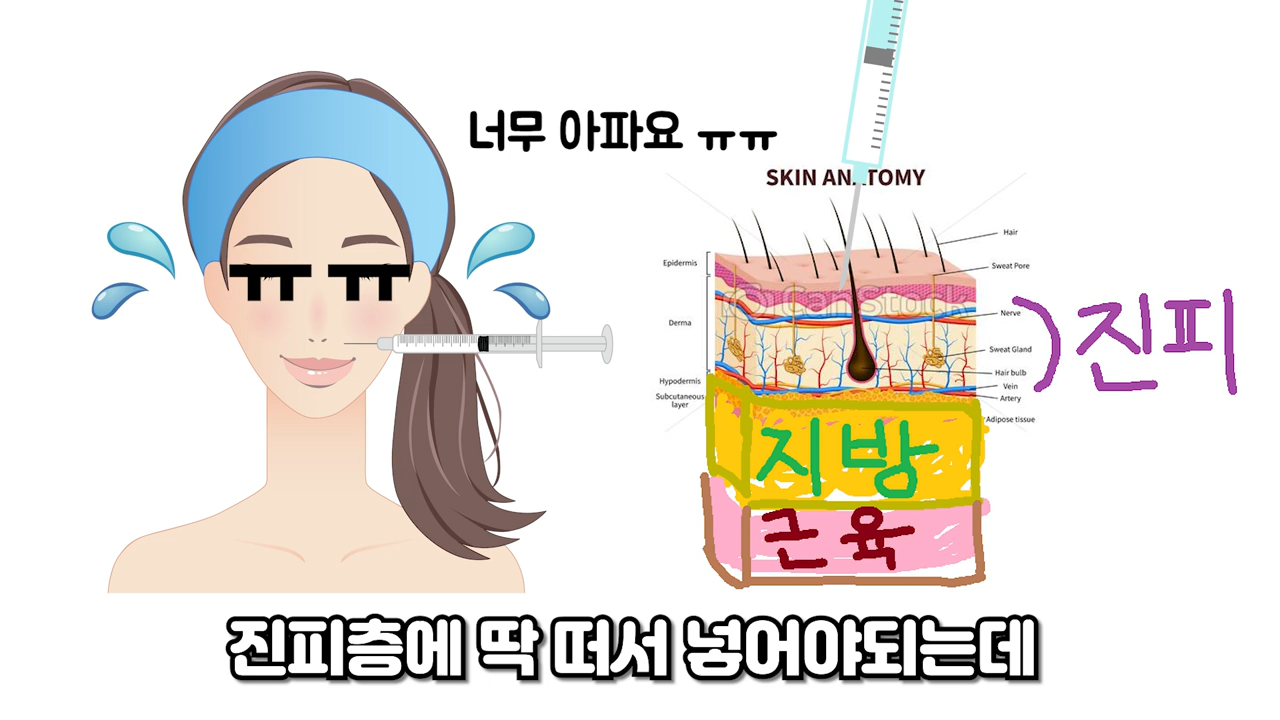 너무 아파요 ㅠㅠ
ㅠㅠ
SKIN ANATOMY
Hair
Epidermis
Sweat Pore
Nerve
Derma
Sweat Gland
Hair bulb
Hypodermis
Vein
Subcutaneous
layer
Artery
Adipose tissue
CanStock
진피
지방
근육
진피층에 딱 떠서 넣어야되는데